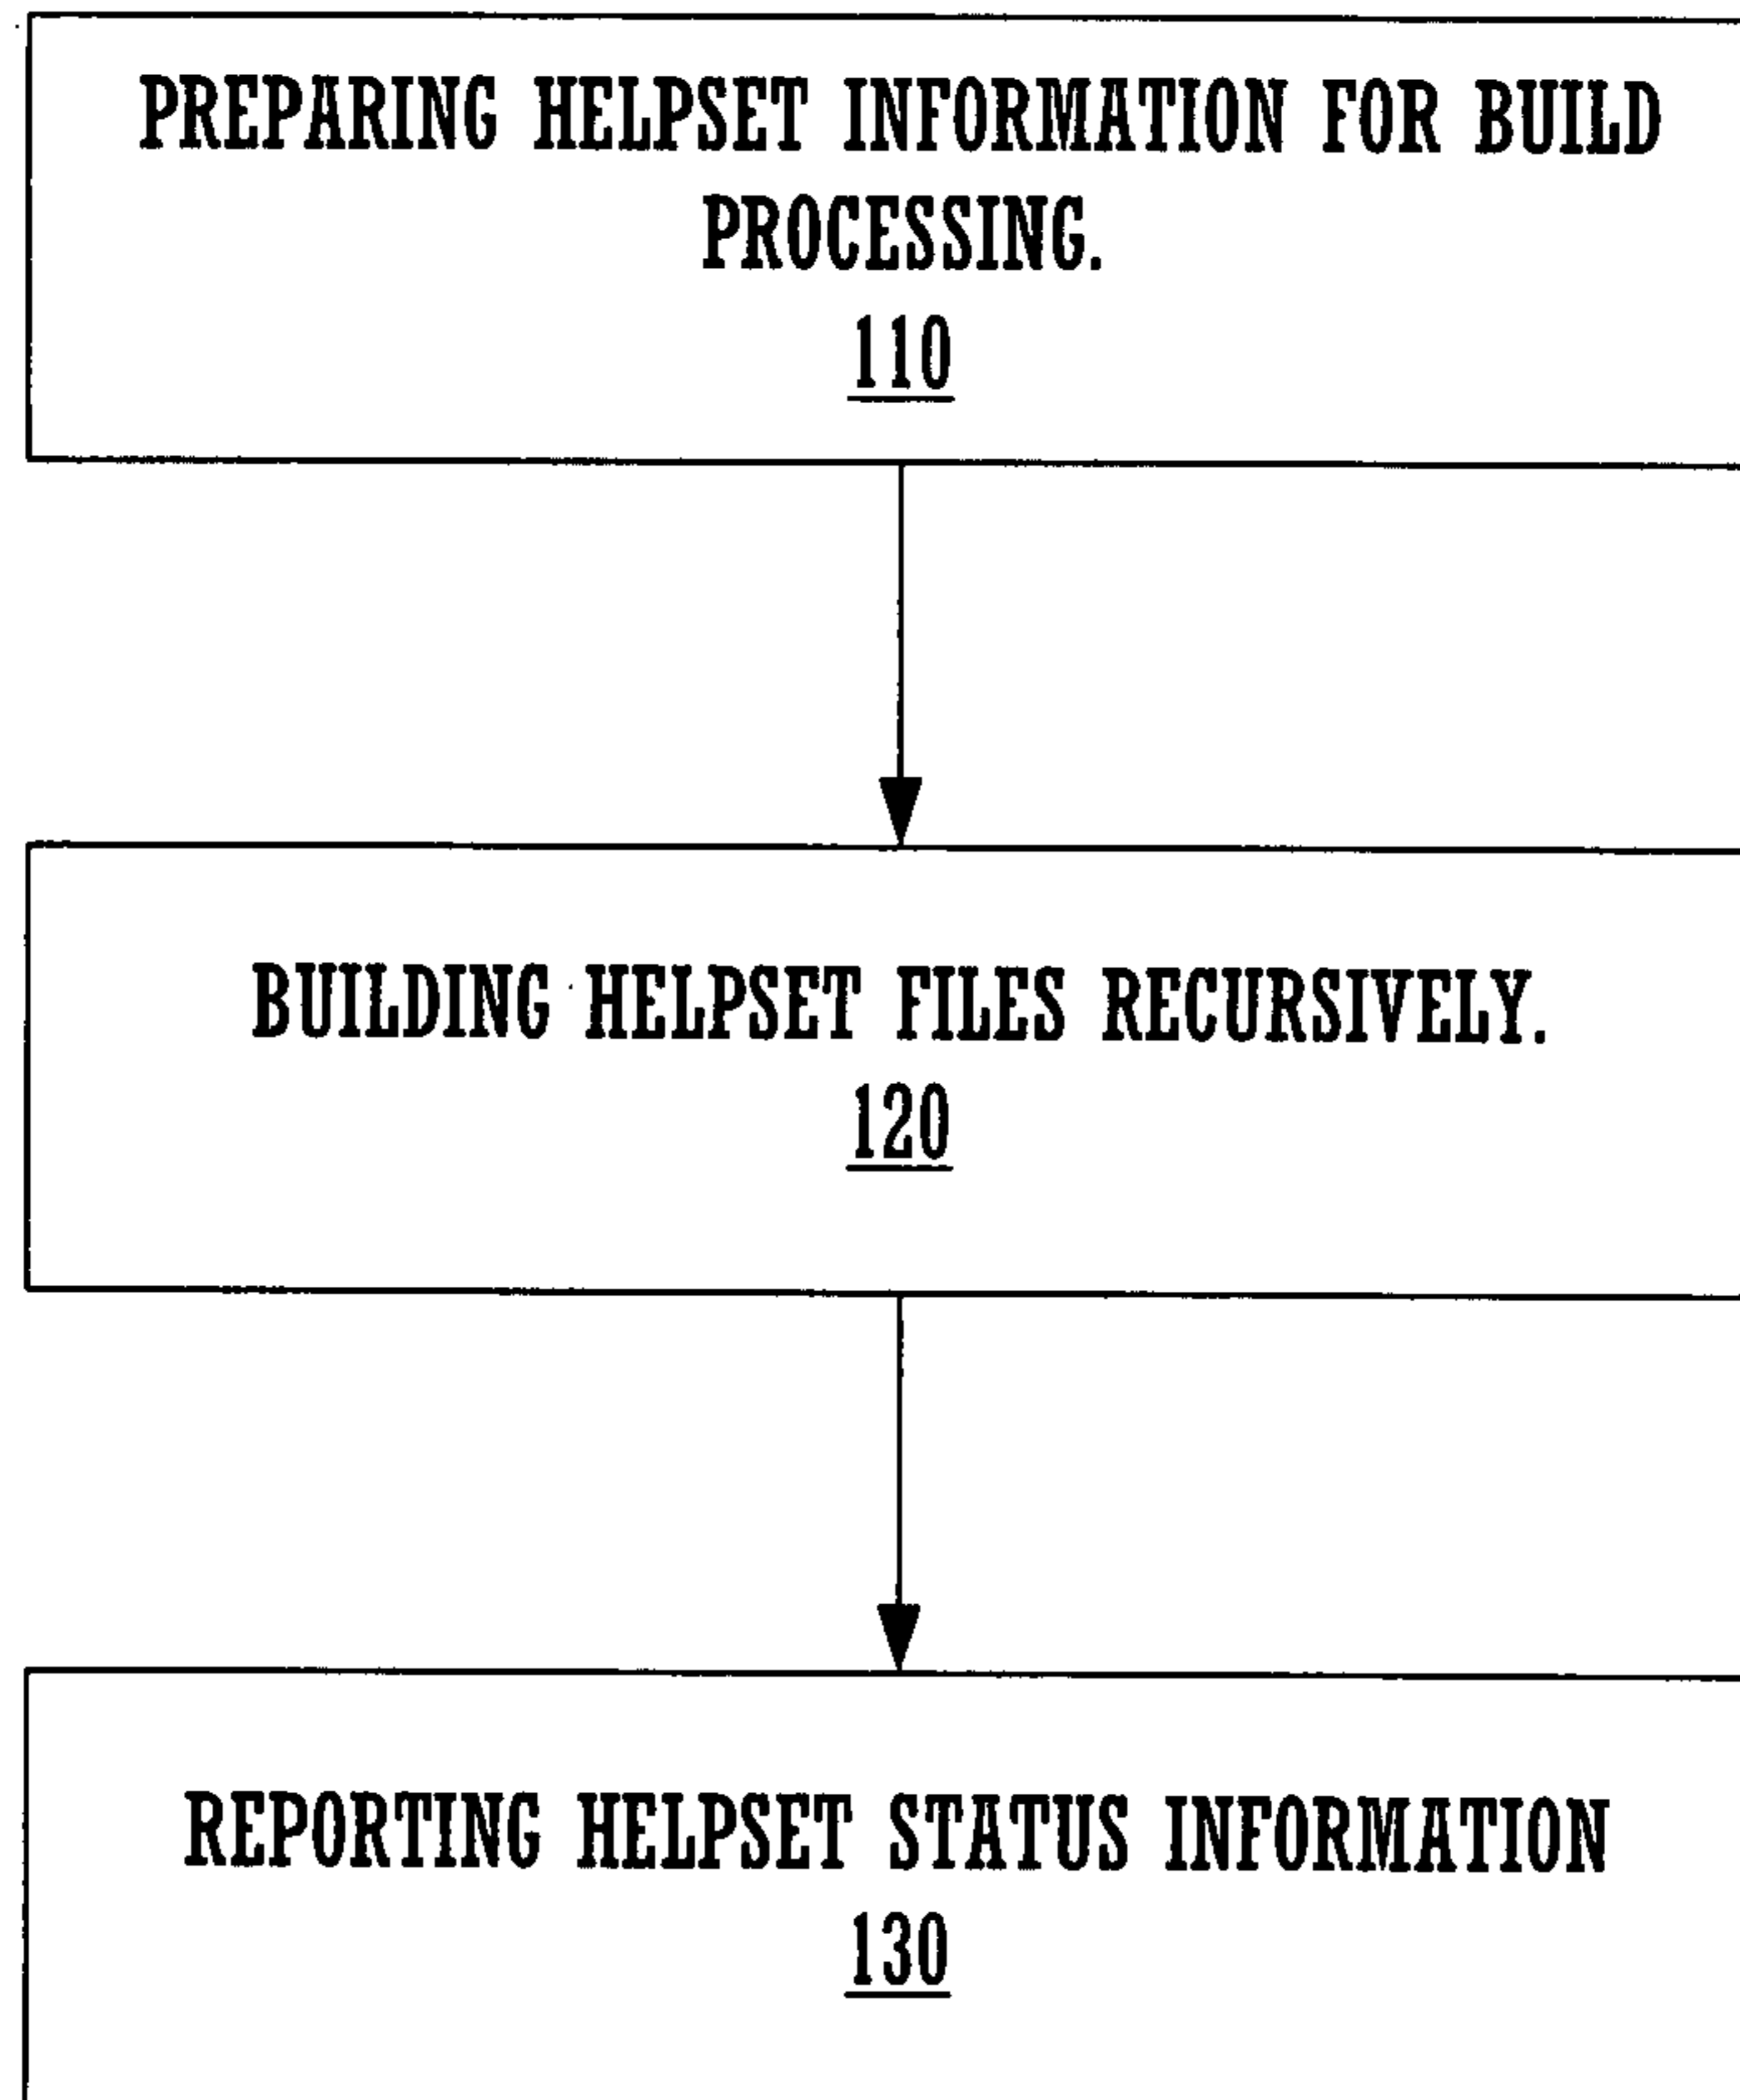 PREPARING HELPSET INFORMATION FOR BUILD
PROCESSING.
110
BUILDING HELPSET FILES RECURSIVELY.
120
REPORTING HELPSET STATUS INFORMATION
130